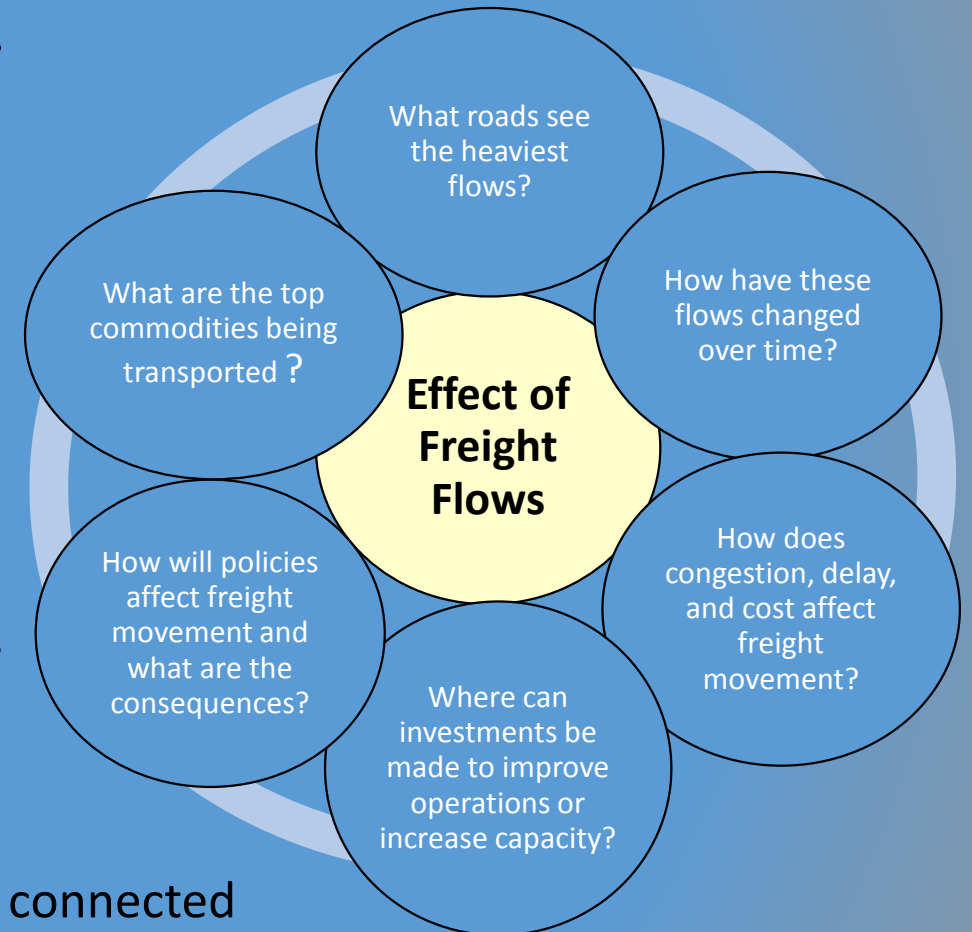 What roads see
the heaviest
flows?
How have these
flows changed
over time?
How does
congestion, delay,
and cost affect
freight
movement?
Where can
investments be
made to improve
operations or
increase capacity?
How will policies
affect freight
movement and
what are the
consequences?
What are the top
commodities being
transported ?
Effect of
Freight
Flows
connected